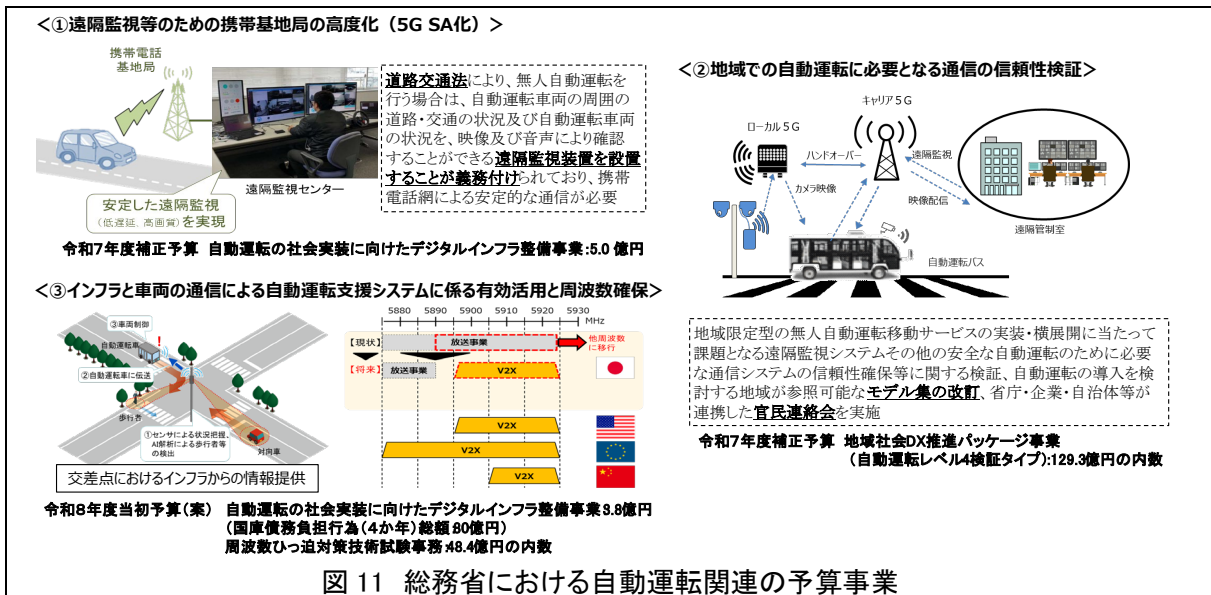 ＜①遠隔監視等のための携帯基地局の高度化（5G SA化）＞
携帯電話
基地局
遠隔監視センター
安定した遠隔監視
（低遅延、高画質）を実現
道路交通法により、無人自動運転を
行う場合は、自動運転車両の周囲の
道路・交通の状況及び自動運転車両
の状況を、映像及び音声により確認
することができる遠隔監視装置を設置
することが義務付けられており、携帯
電話網による安定的な通信が必要
令和7年度補正予算 自動運転の社会実装に向けたデジタルインフラ整備事業:5.0 億円
＜②地域での自動運転に必要となる通信の信頼性検証＞
キャリア5G
ローカル5G
ハンドオーバー
遠隔監視
カメラ映像
映像配信
遠隔管制室
自動運転バス
地域限定型の無人自動運転移動サービスの実装・横展開に当たって
課題となる遠隔監視システムその他の安全な自動運転のために必要
な通信システムの信頼性確保等に関する検証、自動運転の導入を検
討する地域が参照可能なモデル集の改訂、省庁・企業・自治体等が
連携した官民連絡会を実施
令和7年度補正予算 地域社会DX推進パッケージ事業
（自動運転レベル4検証タイプ）:129.3億円の内数
＜③インフラと車両の通信による自動運転支援システムに係る有効活用と周波数確保＞
③車両制御
自動運転車
②自動運転車に伝送
歩行者
①センサによる状況把握、
AI解析による歩行者等
の検出
対向車
交差点におけるインフラからの情報提供
5880 5890 5900 5910 5920 5930
MHz
【現状】
放送事業
他周波数
に移行
【将来】
放送事業
V2X
V2X
V2X
V2X
令和8年度当初予算（案） 自動運転の社会実装に向けたデジタルインフラ整備事業:3.8億円
（国庫債務負担行為（4か年）総額:80億円）
周波数ひっ迫対策技術試験事務:48.4億円の内数
図 11 総務省における自動運転関連の予算事業